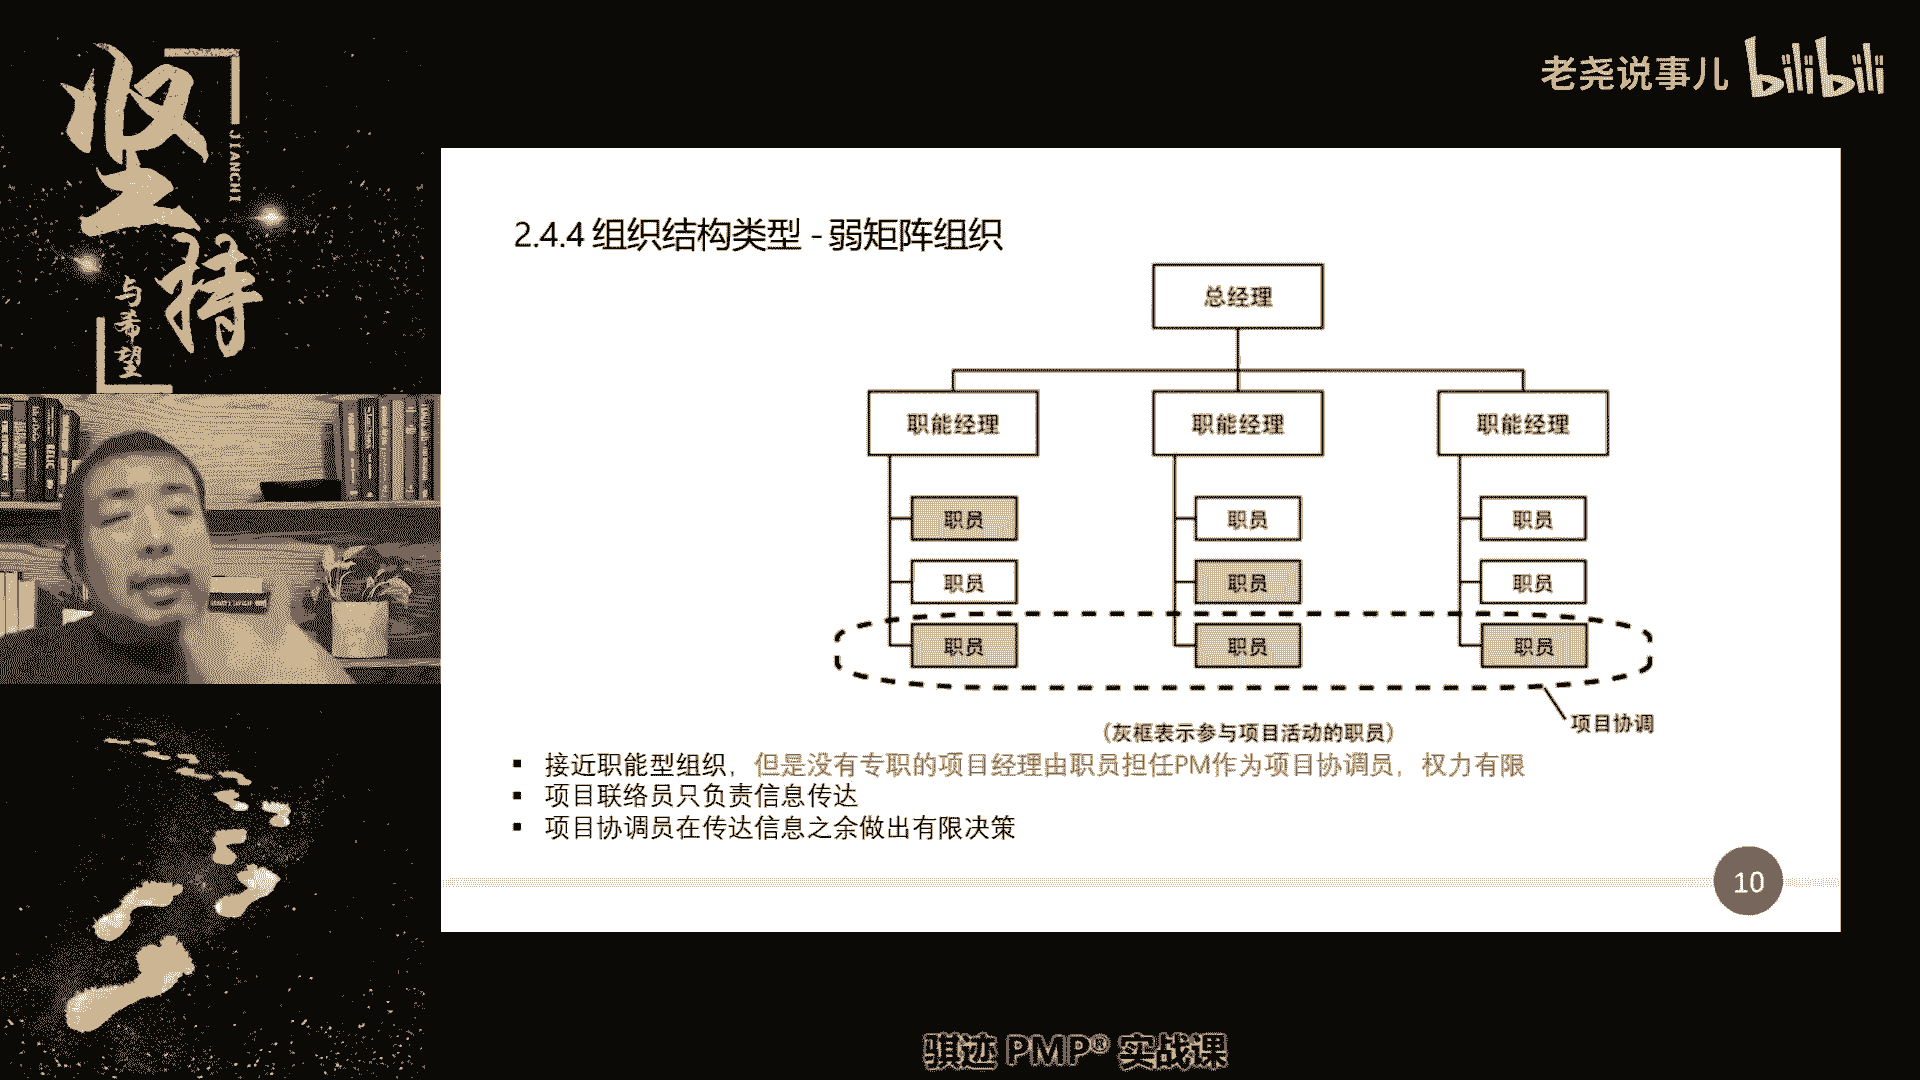 坚持
JIANCHI
与希望
老尧说事儿 bilibili
2.4.4 组织结构类型 - 弱矩阵组织
总经理
职能经理 职能经理 职能经理
职员 职员 职员
职员 职员 职员
职员 职员 职员
项目协调
(灰框表示参与项目活动的职员)
▪ 接近职能型组织，但是没有专职的项目经理由职员担任PM作为项目协调员，权力有限
▪ 项目联络员只负责信息传达
▪ 项目协调员在传达信息之余做出有限决策
10
骐迹 PMP® 实战课